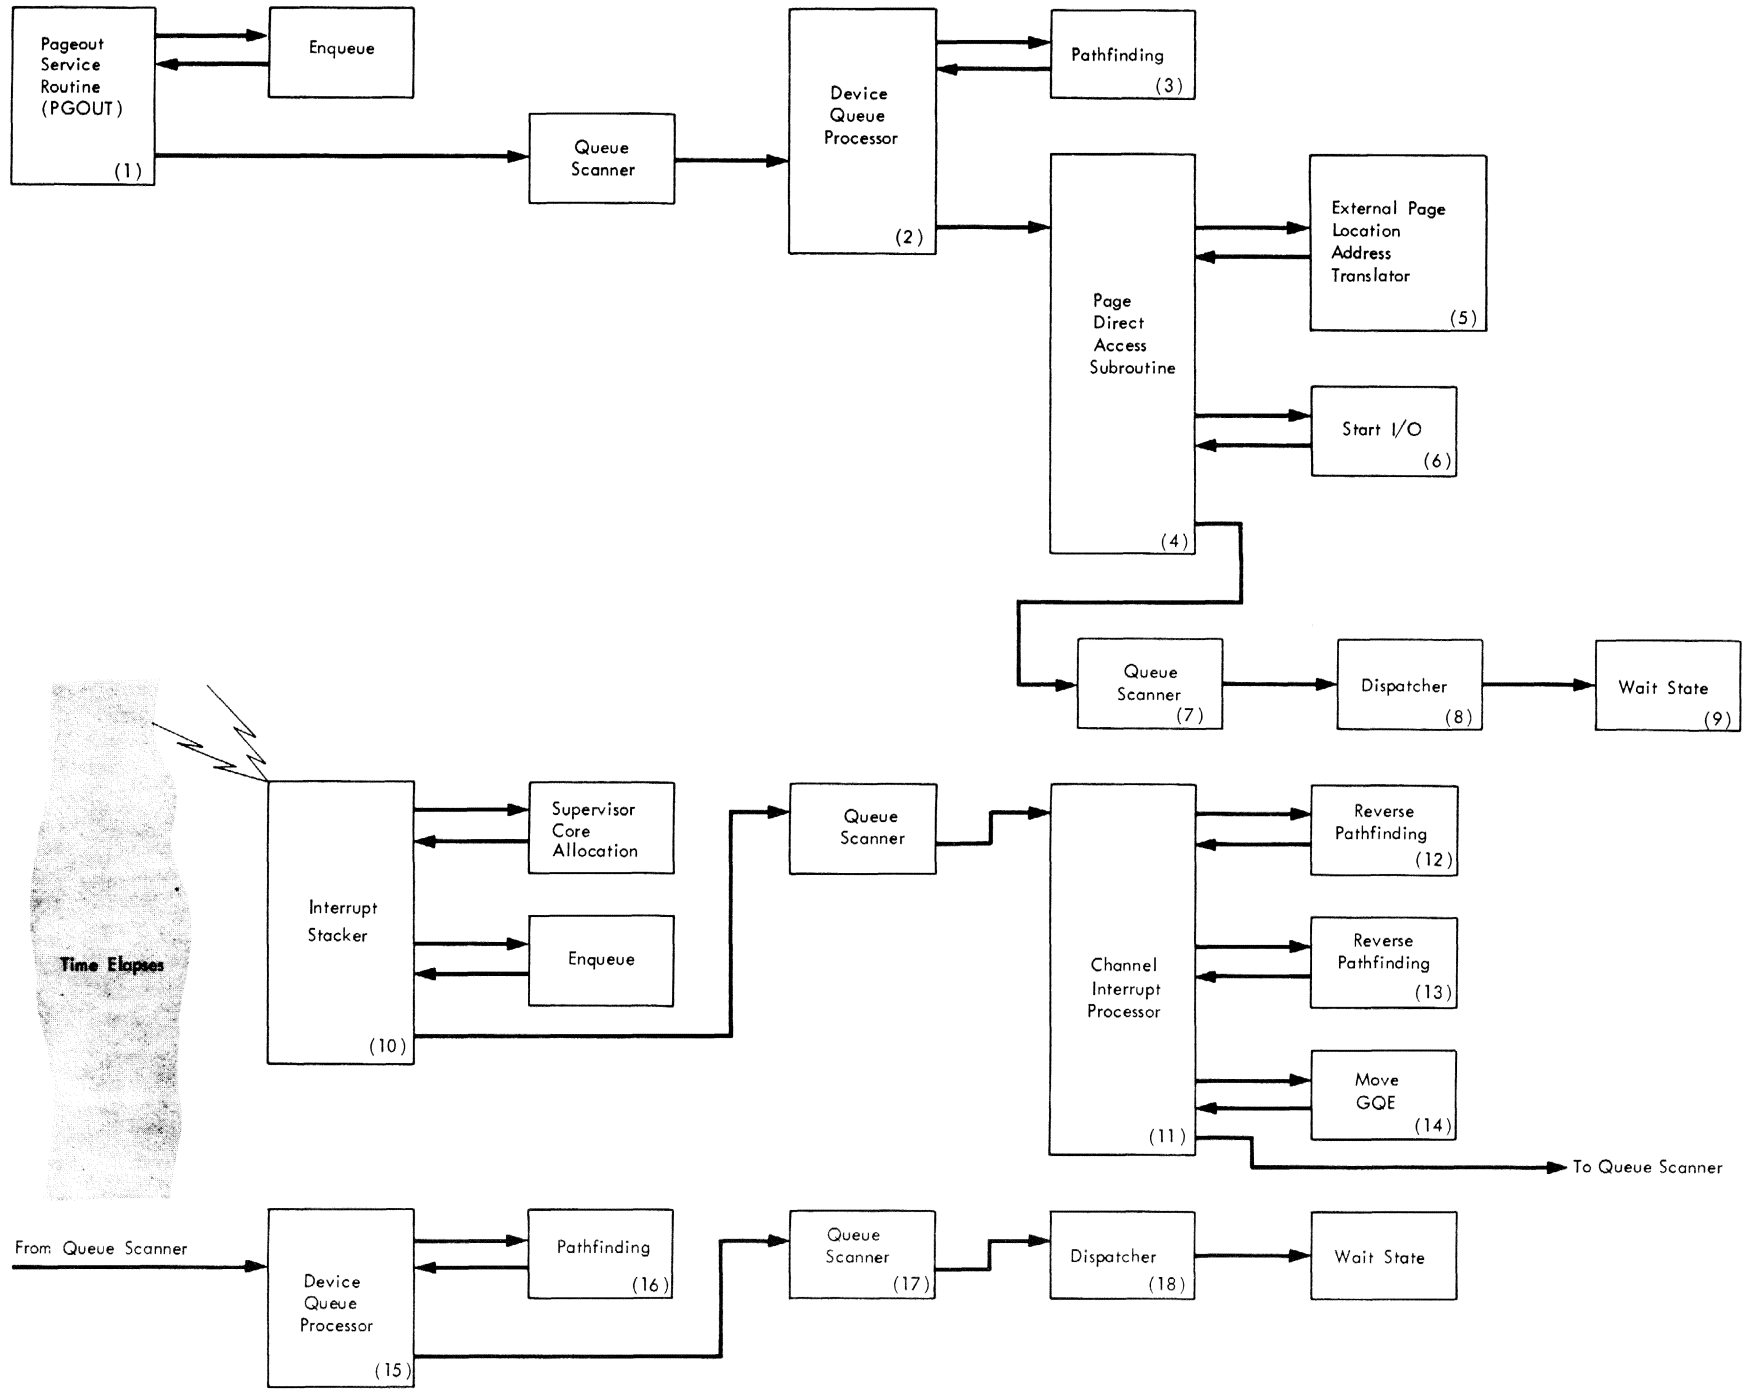 Pageout
Service
Routine
(PGOUT)
(1)
Enqueue
Queue
Scanner
Device
Queue
Processor
(2)
Pathfinding
(3)
Page
Direct
Access
Subroutine
(4)
External Page
Location
Address
Translator
(5)
Start I/O
(6)
Queue
Scanner
(7)
Dispatcher
(8)
Wait State
(9)
Time Elapses
Interrupt
Stacker
(10)
Supervisor
Core
Allocation
Enqueue
Queue
Scanner
Channel
Interrupt
Processor
(11)
Reverse
Pathfinding
(12)
Reverse
Pathfinding
(13)
Move
GQE
(14)
To Queue Scanner
From Queue Scanner
Device
Queue
Processor
(15)
Pathfinding
(16)
Queue
Scanner
(17)
Dispatcher
(18)
Wait State